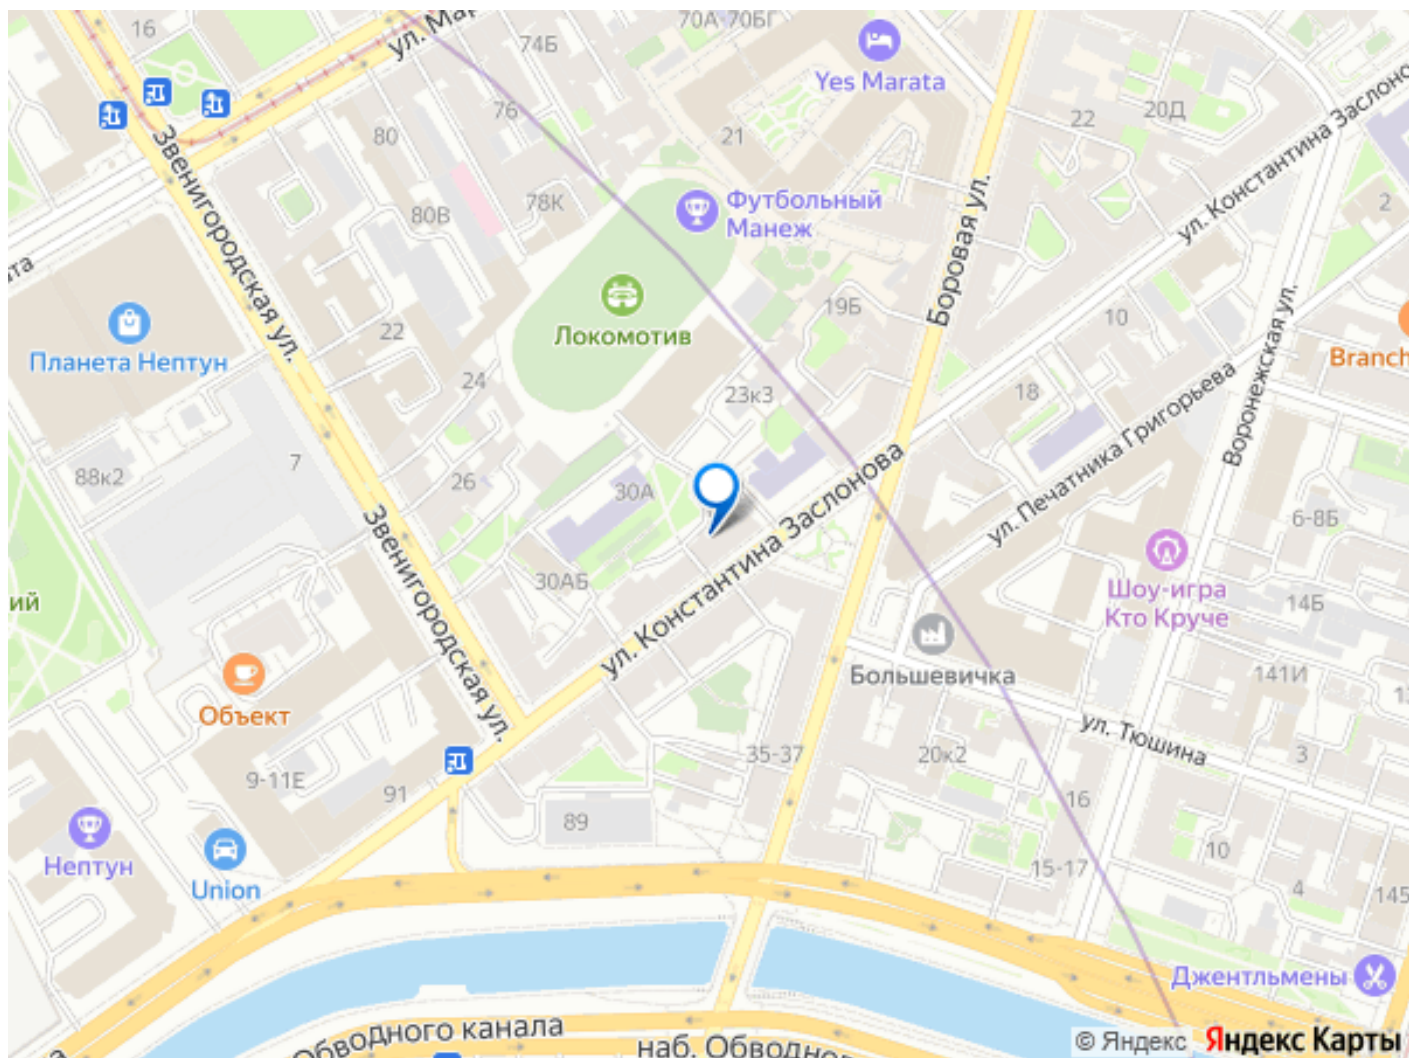 16
ул. Мар
74Б
70А-70БГ
Yes Marata
20Д
22
76
80
21
ул. Константина Заслоно
Звенигородская ул.
78К
80В
Футбольный
Манеж
Боровая ул.
2
та
Локомотив
19Б
10
Планета Нептун
22
Branch
24
23к3
18
ул. Печатника Григорьева
Воронежская ул.
88к2
7
26
30А
ул. Константина Заслонова
6-8Б
Звенигородская ул.
30АБ
Шоу-игра
Кто Круче
14Б
ий
Большевичка
141И
Объект
ул. Тюшина
9-11Е
91
35-37
20к2
3
16
89
Нептун
Union
15-17
10
4
145
Джентльмены
Обводного канала
наб. Обводно
© Яндекс
Яндекс Карты